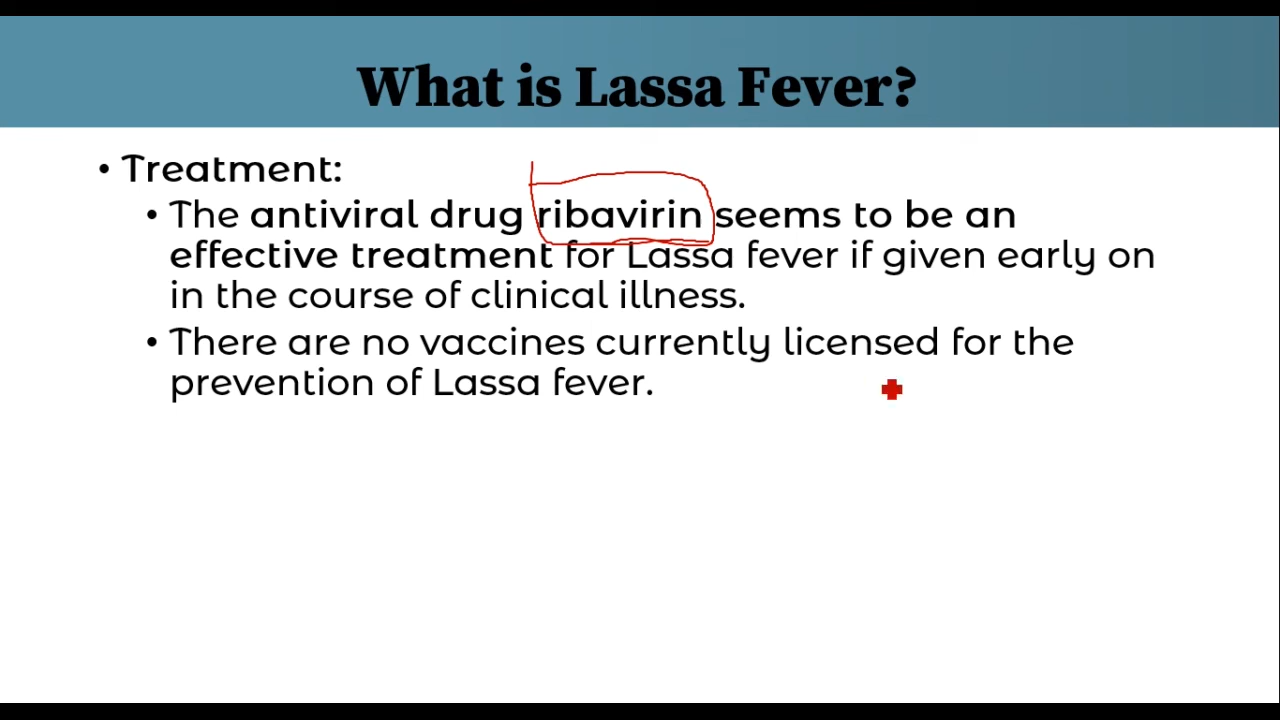 What is Lassa Fever?
• Treatment:
• The antiviral drug ribavirin seems to be an
effective treatment for Lassa fever if given early on
in the course of clinical illness.
• There are no vaccines currently licensed for the
prevention of Lassa fever.